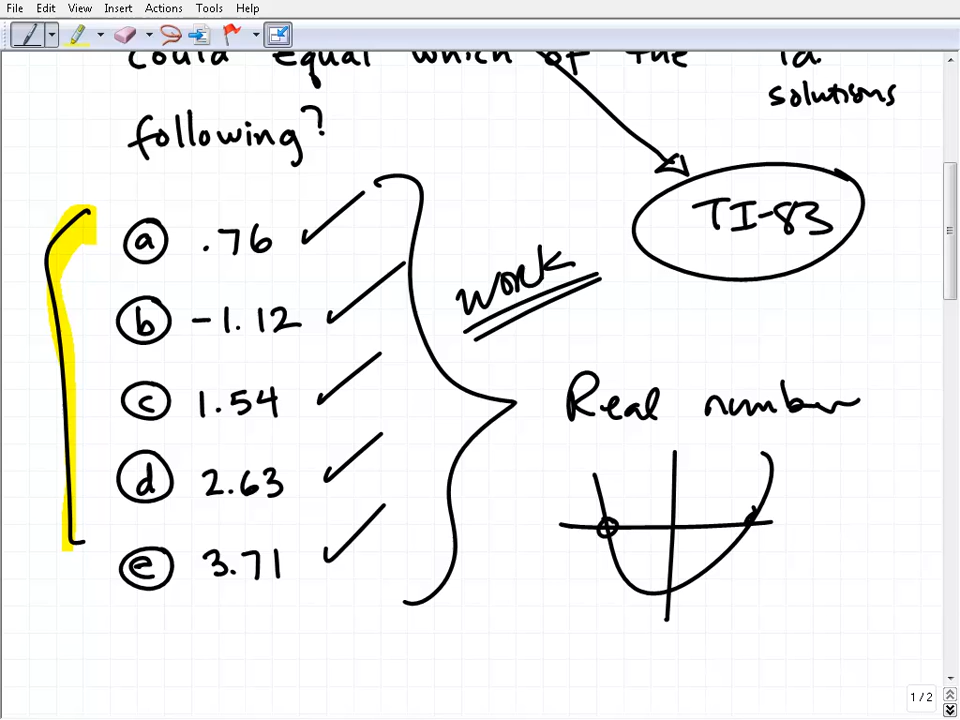 File Edit View Insert Actions Tools Help
could equal which of the
solutions
following?
TI-83
a .76
work
b -1.12
c 1.54
Real number
d 2.63
e 3.71
1 / 2